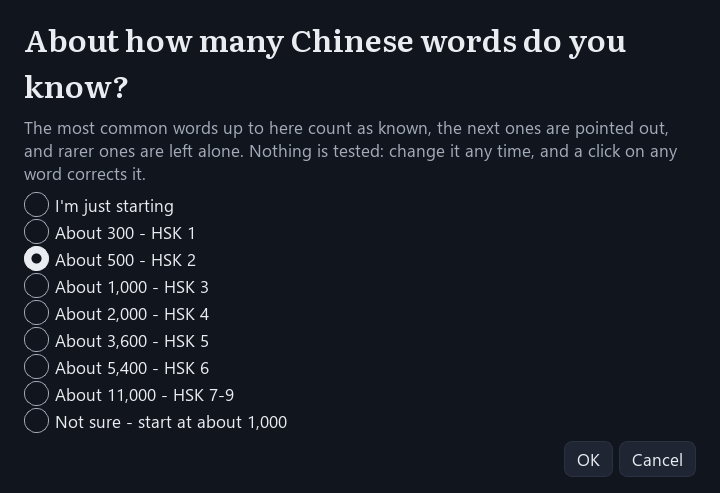 About how many Chinese words do you
know?
The most common words up to here count as known, the next ones are pointed out,
and rarer ones are left alone. Nothing is tested: change it any time, and a click on any
word corrects it.
I'm just starting
About 300 - HSK 1
About 500 - HSK 2
About 1,000 - HSK 3
About 2,000 - HSK 4
About 3,600 - HSK 5
About 5,400 - HSK 6
About 11,000 - HSK 7-9
Not sure - start at about 1,000
OK Cancel